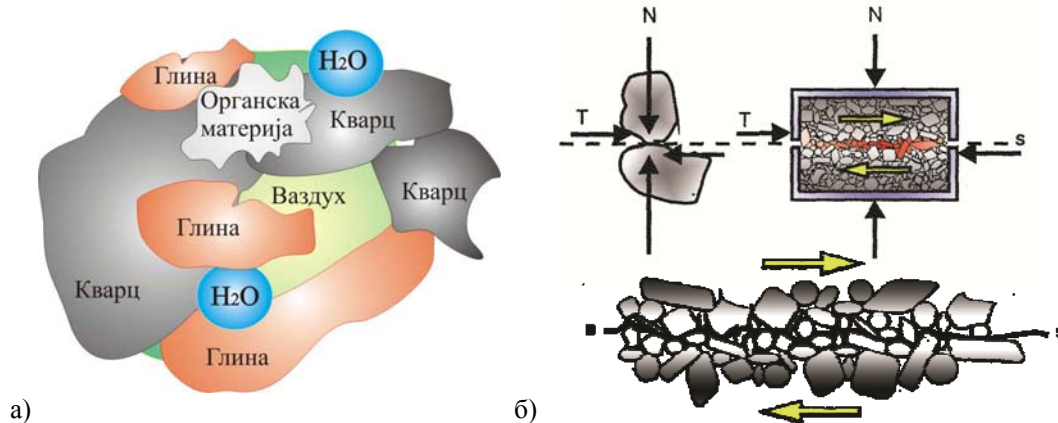 Глина
H2O
Органска
материја
Кварц
Кварц
Ваздух
Глина
Кварц
H2O
Глина
а)
N
T
N
T
s
s
б)